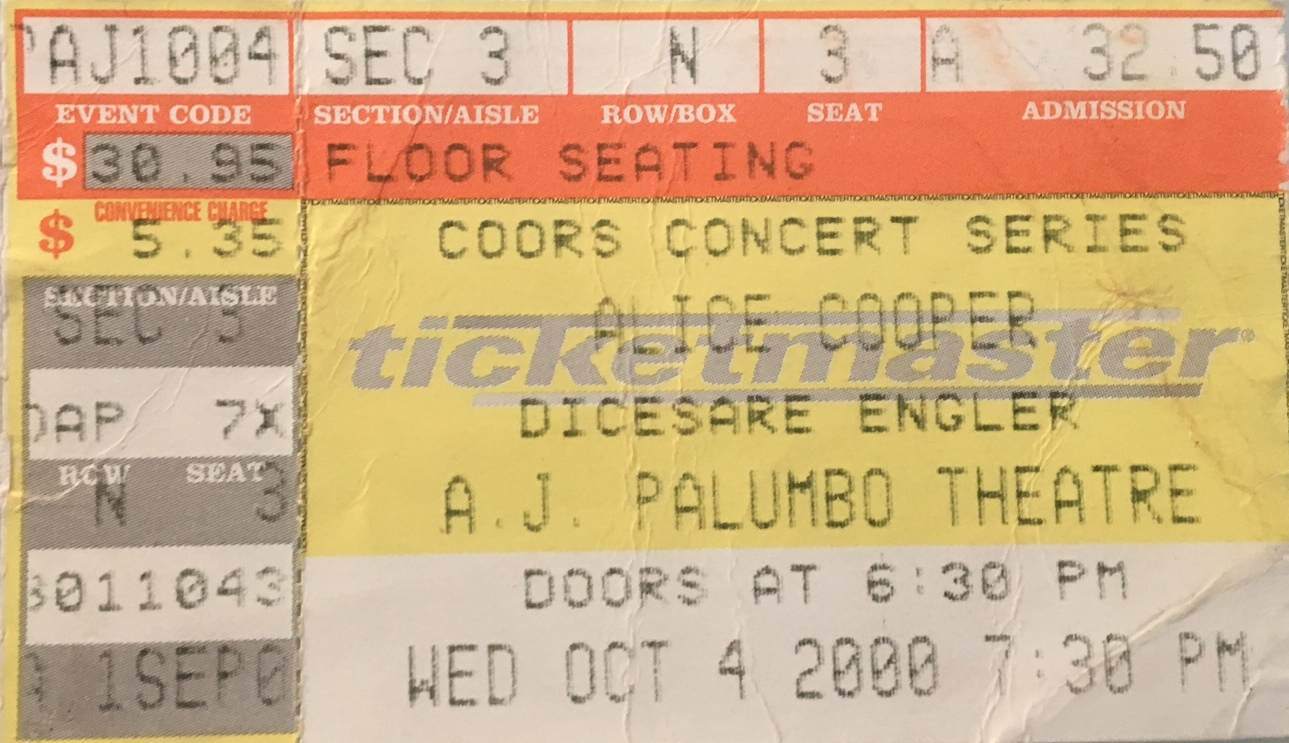 PAJ1004 SEC 3 N 3 A 32.50
EVENT CODE SECTION/AISLE ROW/BOX SEAT ADMISSION
$ 30.95 FLOOR SEATING
CONVENIENCE CHARGE
$ 5.35 COORS CONCERT SERIES
SECTION/AISLE
SEC 3 ALICE COOPER
ticketmaster®
AP 7X DICESARE ENGLER
ROW SEAT
N 3 A.J. PALUMBO THEATRE
011043 DOORS AT 6:30 PM
1SEP0 WED OCT 4 2000 7:30 PM